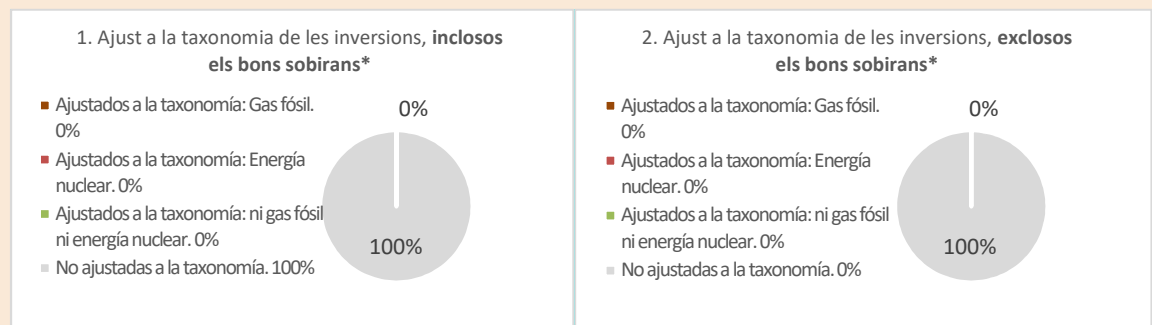 1. Ajust a la taxonomia de les inversions, inclosos
els bons sobirans*
Ajustados a la taxonomía: Gas fósil.
0%
Ajustados a la taxonomía: Energía
nuclear. 0%
Ajustados a la taxonomía: ni gas fósil
ni energía nuclear. 0%
No ajustadas a la taxonomía. 100%
0%
100%
2. Ajust a la taxonomia de les inversions, exclosos
els bons sobirans*
Ajustados a la taxonomía: Gas fósil.
0%
Ajustados a la taxonomía: Energía
nuclear. 0%
Ajustados a la taxonomía: ni gas fósil
ni energía nuclear. 0%
No ajustadas a la taxonomía. 0%
0%
100%